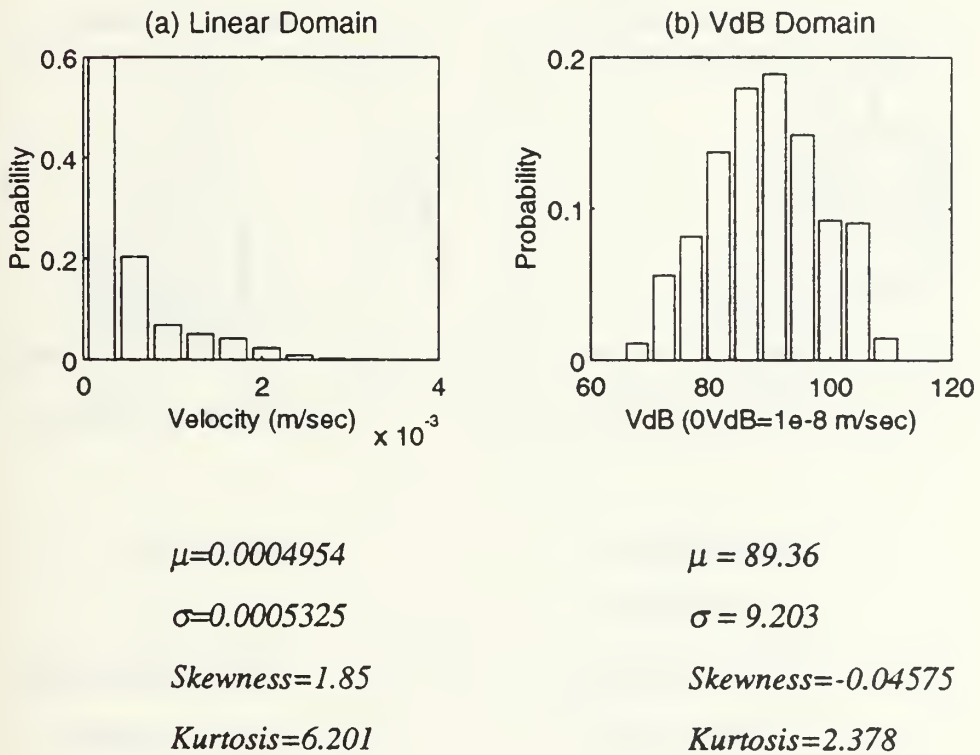 (a) Linear Domain
0.6
0.4
0.2
0
Probability
0 2 4
Velocity (m/sec)
x 10⁻³
(b) VdB Domain
0.2
0.1
0
Probability
60 80 100 120
VdB (0VdB=1e-8 m/sec)
μ=0.0004954
σ=0.0005325
Skewness=1.85
Kurtosis=6.201
μ = 89.36
σ = 9.203
Skewness=-0.04575
Kurtosis=2.378